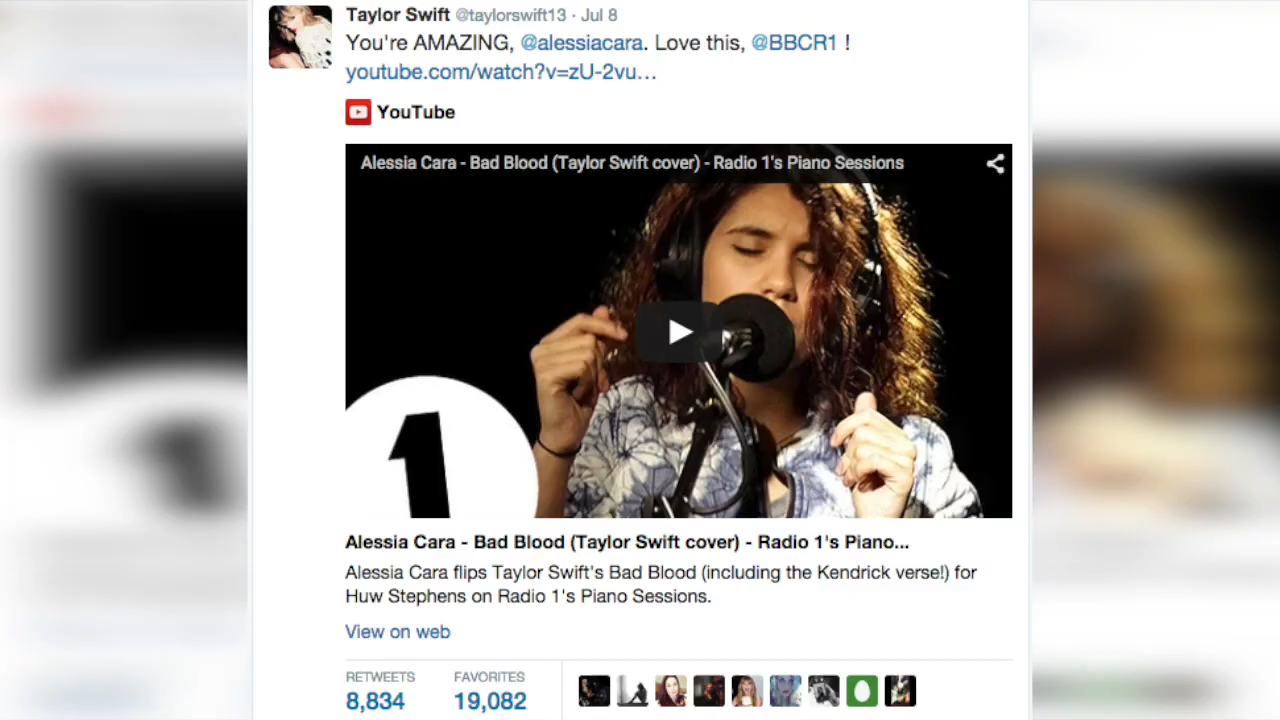 Taylor Swift @taylorswift13 · Jul 8
You're AMAZING, @alessiacara. Love this, @BBCR1 !
youtube.com/watch?v=zU-2vu...
YouTube
Alessia Cara - Bad Blood (Taylor Swift cover) - Radio 1's Piano Sessions
1
Alessia Cara - Bad Blood (Taylor Swift cover) - Radio 1's Piano...
Alessia Cara flips Taylor Swift's Bad Blood (including the Kendrick verse!) for
Huw Stephens on Radio 1's Piano Sessions.
View on web
RETWEETS FAVORITES
8,834 19,082